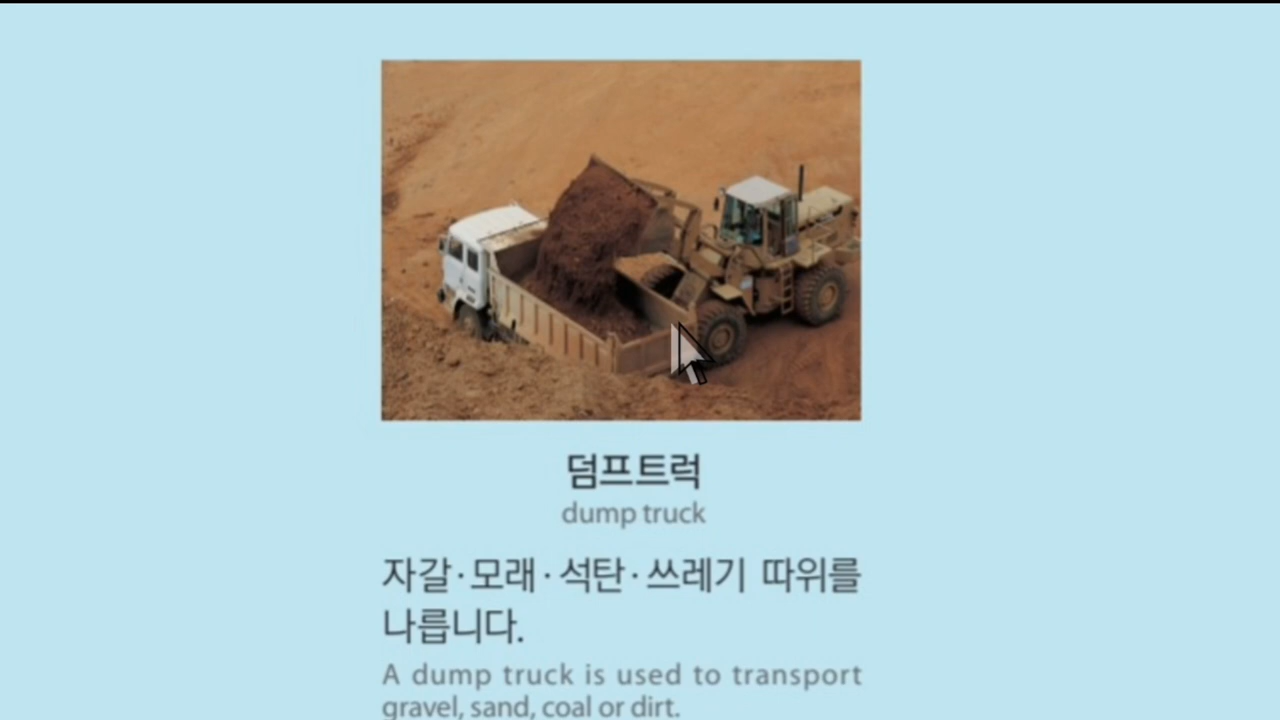 덤프트럭
dump truck
자갈·모래·석탄·쓰레기 따위를
나릅니다.
A dump truck is used to transport
gravel, sand, coal or dirt.